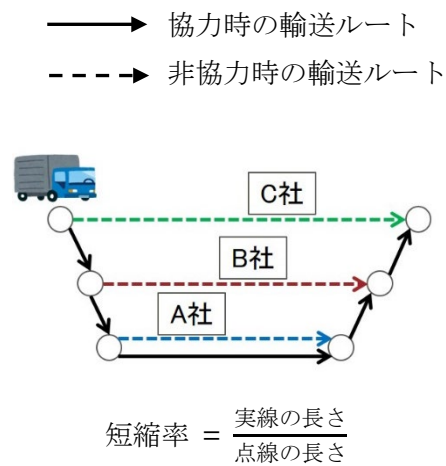 協力時の輸送ルート
非協力時の輸送ルート
C社
B社
A社
短縮率 = 実線の長さ
点線の長さ